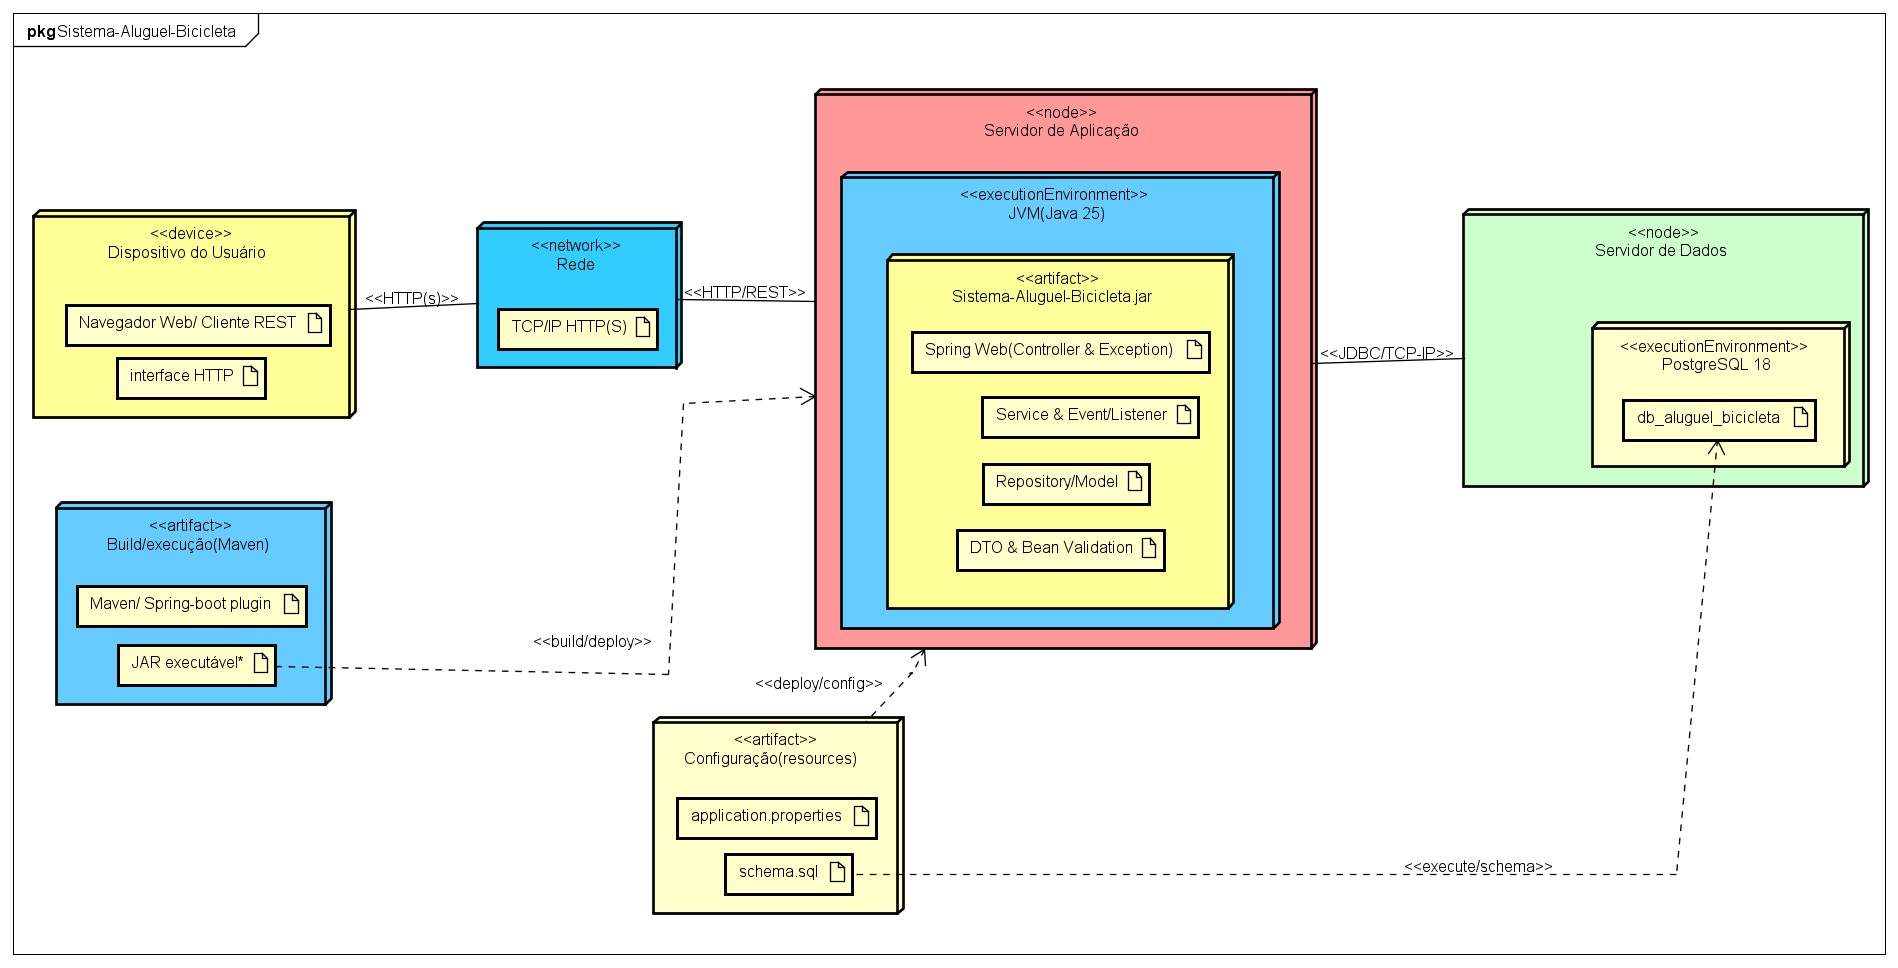 pkg Sistema-Aluguel-Bicicleta
<<device>>
Dispositivo do Usuário
Navegador Web/ Cliente REST
interface HTTP
<<HTTP(s)>>
<<network>>
Rede
TCP/IP HTTP(S)
<<HTTP/REST>>
<<node>>
Servidor de Aplicação
<<executionEnvironment>>
JVM(Java 25)
<<artifact>>
Sistema-Aluguel-Bicicleta.jar
Spring Web(Controller & Exception)
Service & Event/Listener
Repository/Model
DTO & Bean Validation
<<JDBC/TCP-IP>>
<<node>>
Servidor de Dados
<<executionEnvironment>>
PostgreSQL 18
db_aluguel_bicicleta
<<artifact>>
Build/execução(Maven)
Maven/ Spring-boot plugin
JAR executável*
<<build/deploy>>
<<deploy/config>>
<<artifact>>
Configuração(resources)
application.properties
schema.sql
<<execute/schema>>